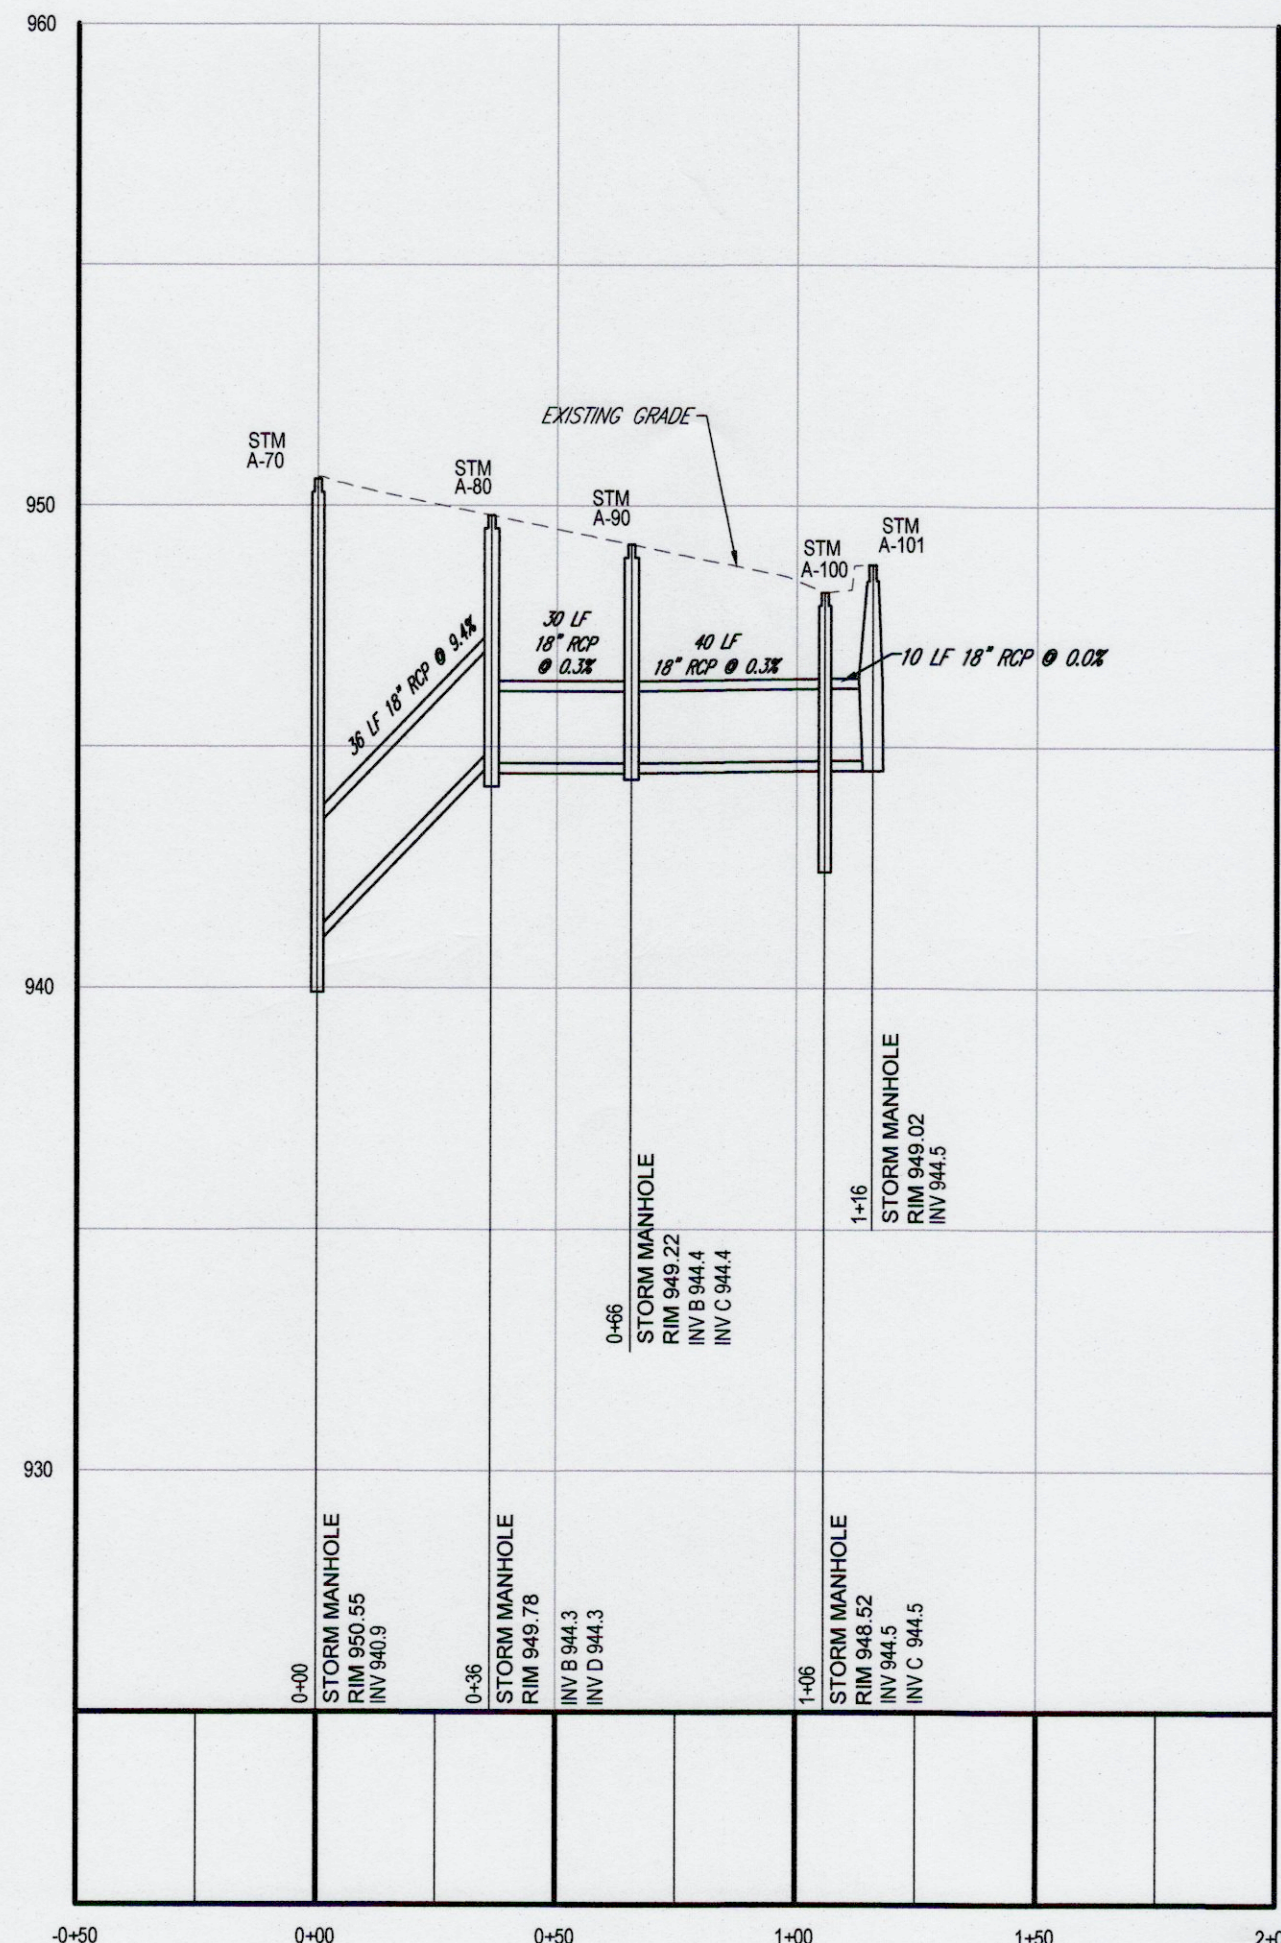 960
EXISTING GRADE
STM
A-70
STM
A-80
950
STM
A-90
STM
A-100
STM
A-101
36 LF 18" RCP @ 9.4%
30 LF
18" RCP
@ 0.3%
40 LF
18" RCP @ 0.3%
10 LF 18" RCP @ 0.0%
940
1+16
STORM MANHOLE
RIM 949.02
INV 944.5
0+66
STORM MANHOLE
RIM 949.22
INV B 944.4
INV C 944.4
930
0+00
STORM MANHOLE
RIM 950.55
INV 940.9
0+36
STORM MANHOLE
RIM 949.78
INV B 944.3
INV D 944.3
1+06
STORM MANHOLE
RIM 948.52
INV 944.5
INV C 944.5
-0+50
0+00
0+50
1+00
1+50